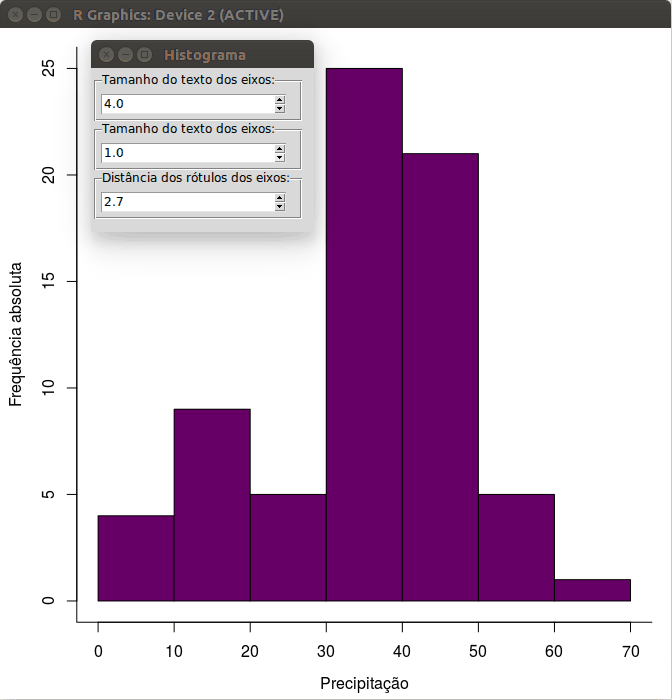 R Graphics: Device 2 (ACTIVE)
Histograma
Tamanho do texto dos eixos:
4.0
Tamanho do texto dos eixos:
1.0
Distância dos rótulos dos eixos:
2.7
Frequência absoluta
25
20
15
10
5
0
0 10 20 30 40 50 60 70
Precipitação